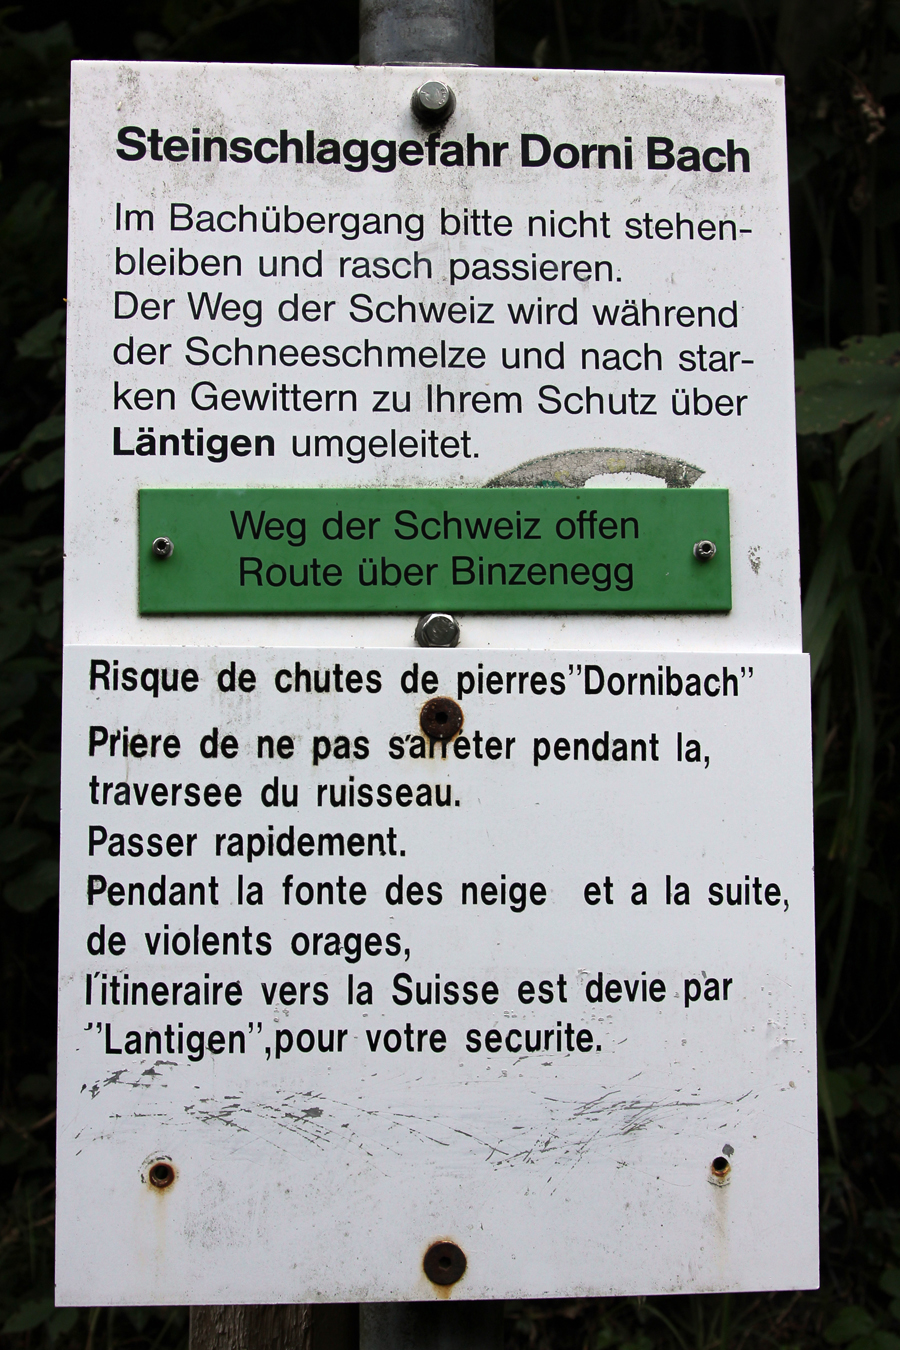 Steinschlaggefahr Dorni Bach
Im Bachübergang bitte nicht stehen-
bleiben und rasch passieren.
Der Weg der Schweiz wird während
der Schneeschmelze und nach star-
ken Gewittern zu Ihrem Schutz über
Läntigen umgeleitet.
Weg der Schweiz offen
Route über Binzenegg
Risque de chutes de pierres"Dornibach"
Priere de ne pas s'arreter pendant la,
traversee du ruisseau.
Passer rapidement.
Pendant la fonte des neige et a la suite,
de violents orages,
l'itineraire vers la Suisse est devie par
"Lantigen",pour votre securite.